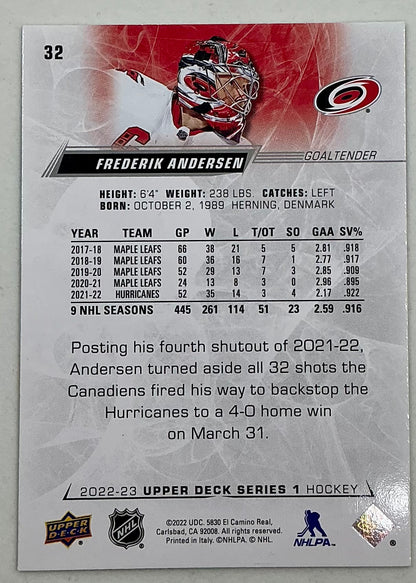 32
FREDERIK ANDERSEN
GOALTENDER
HEIGHT: 6'4" WEIGHT: 238 LBS. CATCHES: LEFT
BORN: OCTOBER 2, 1989 HERNING, DENMARK
YEAR TEAM GP W L T/OT SO GAA SV%
2017-18 MAPLE LEAFS 66 38 21 5 5 2.81 .918
2018-19 MAPLE LEAFS 60 36 16 7 1 2.77 .917
2019-20 MAPLE LEAFS 52 29 13 7 3 2.85 .909
2020-21 MAPLE LEAFS 24 13 8 3 0 2.96 .895
2021-22 HURRICANES 52 35 14 3 4 2.17 .922
9 NHL SEASONS 445 261 114 51 23 2.59 .916
Posting his fourth shutout of 2021-22,
Andersen turned aside all 32 shots the
Canadiens fired his way to backstop the
Hurricanes to a 4-0 home win
on March 31.
2022-23 UPPER DECK SERIES 1 HOCKEY
UPPER DECK
NHL
©2022 UDC. 5830 El Camino Real,
Carlsbad, CA 92008. All rights reserved.
Printed in Italy. ©NHLPA. © NHL.
NHLPA